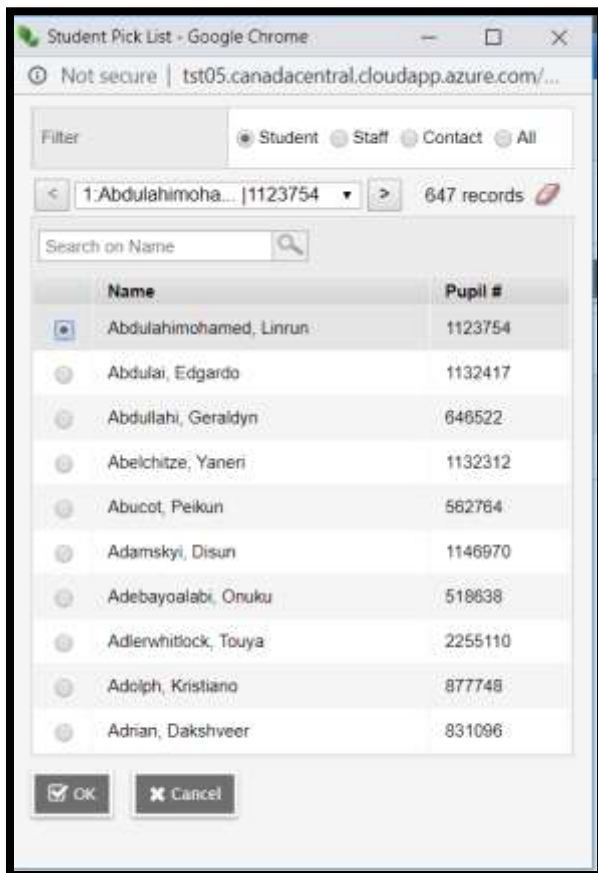 Student Pick List - Google Chrome
Not secure | tst05.canadacentral.cloudapp.azure.com/...
Filter Student Staff Contact All
< 1:Abdulahimoha... |1123754 > 647 records
Search on Name
Name Pupil #
Abdulahimohamed, Linrun 1123754
Abdulai, Edgardo 1132417
Abdullahi, Geraldyn 646522
Abelchitze, Yaneri 1132312
Abucot, Peikun 562764
Adamskyi, Disun 1146970
Adebayoalabi, Onuku 518638
Adlerwhitlock, Touya 2255110
Adolph, Kristiano 877748
Adrian, Dakshveer 831096
OK Cancel